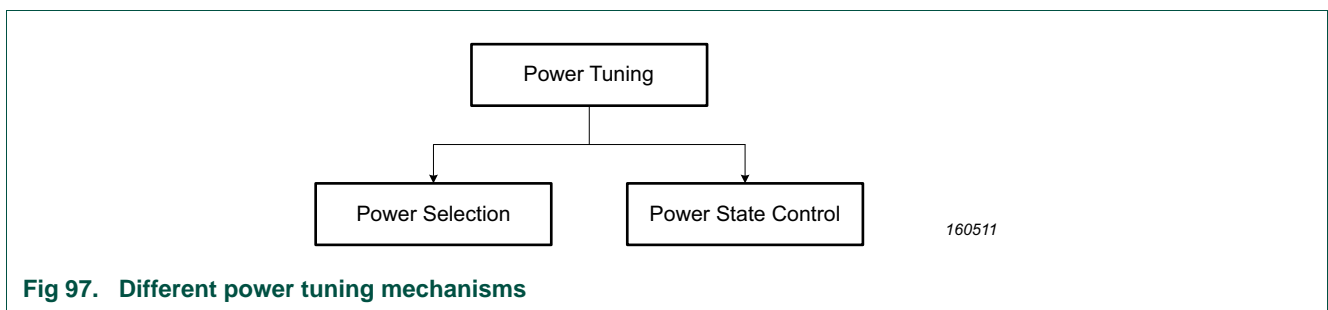 Power Tuning
Power Selection
Power State Control
160511
Fig 97. Different power tuning mechanisms